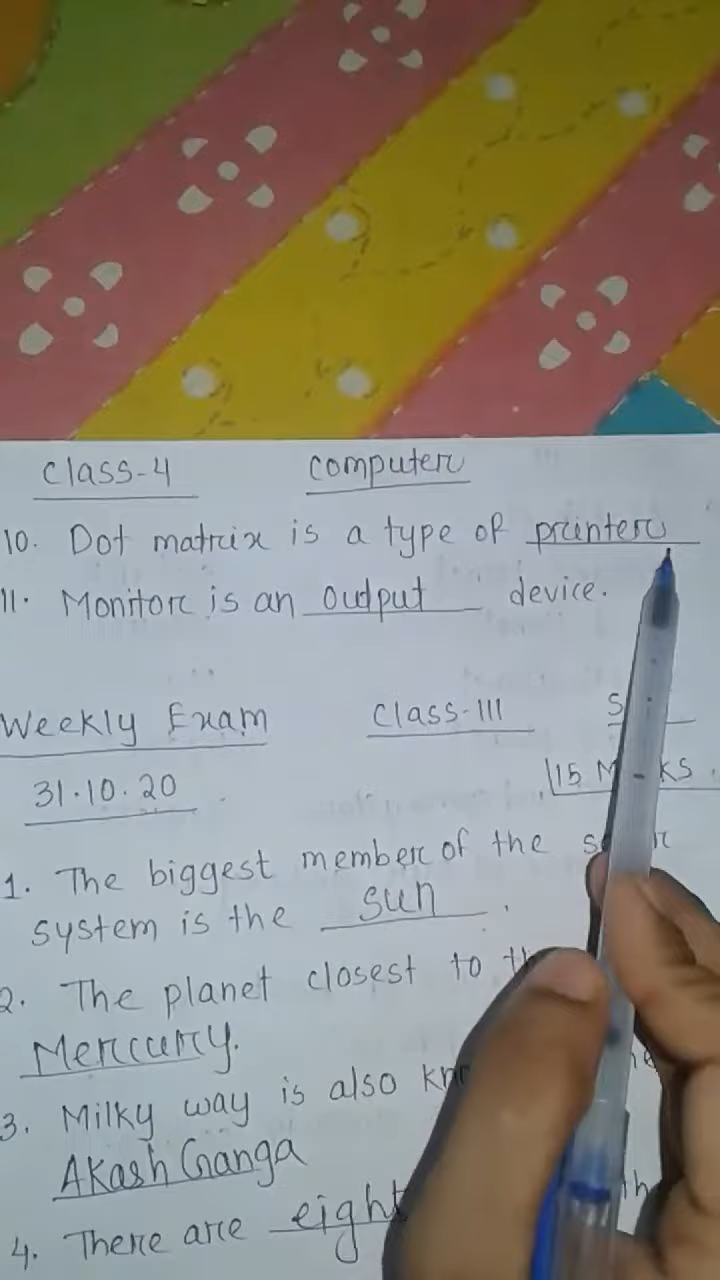 Class-4 Computer
10. Dot matrix is a type of printer
11. Monitor is an output device.
Weekly Exam Class-III
31.10.20 15
1. The biggest member of the
system is the sun.
2. The planet closest to
Mercury.
3. Milky way is also
Akash Ganga
4. There are eight